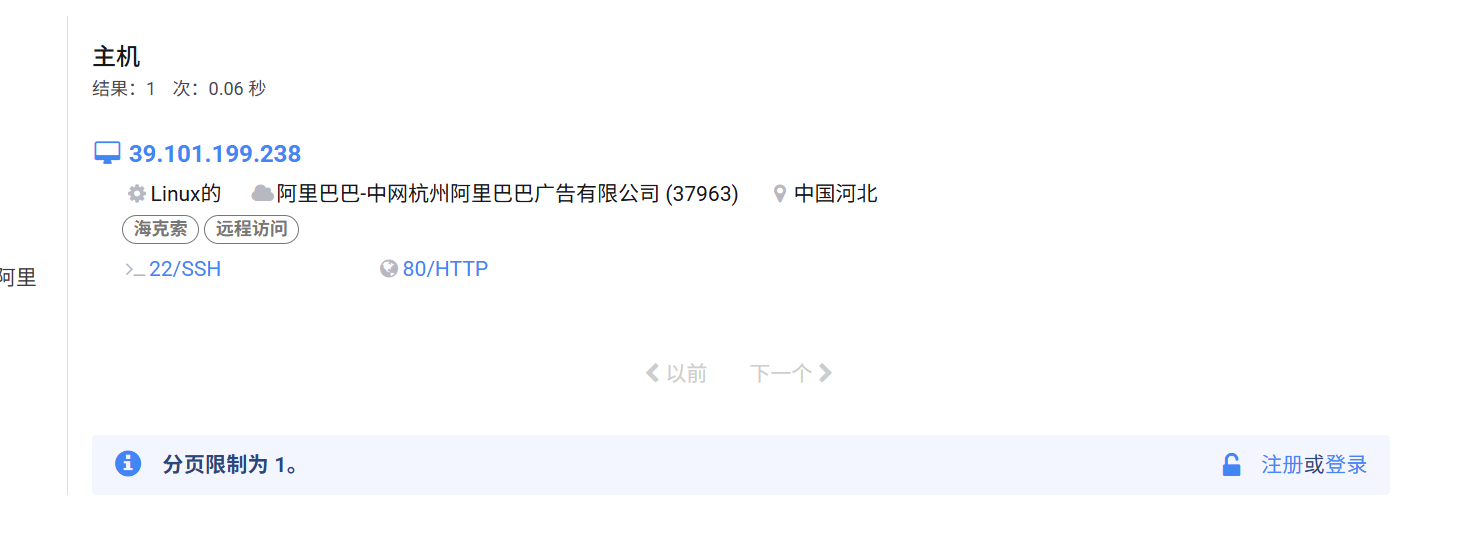 主机
结果：1 次：0.06 秒
39.101.199.238
Linux的 阿里巴巴-中网杭州阿里巴巴广告有限公司 (37963) 中国河北
海克索 远程访问
22/SSH 80/HTTP
阿里
以前 下一个
分页限制为 1。 注册或登录